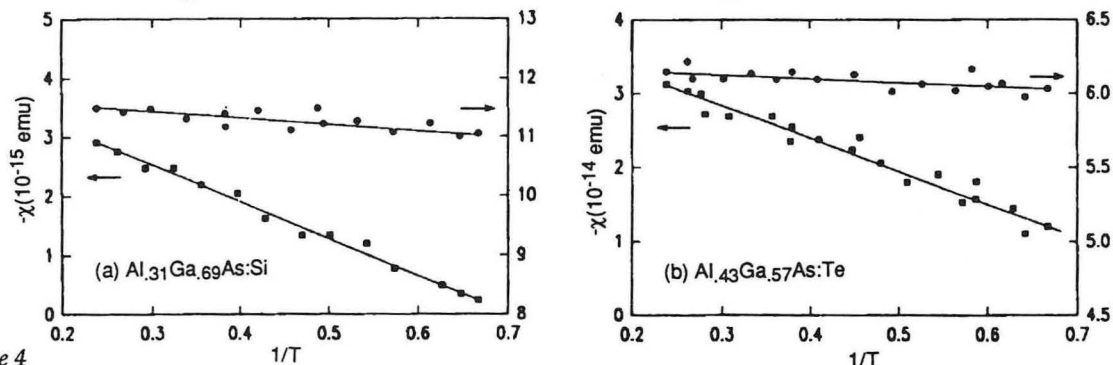 5
4
3
2
1
0
-χ(10⁻¹⁵ emu)
13
12
11
10
9
8
(a) Al.31Ga.69As:Si
0.2 0.3 0.4 0.5 0.6 0.7
1/T
4
3
2
1
0
-χ(10⁻¹⁴ emu)
6.5
6.0
5.5
5.0
4.5
(b) Al.43Ga.57As:Te
0.2 0.3 0.4 0.5 0.6 0.7
1/T
e 4